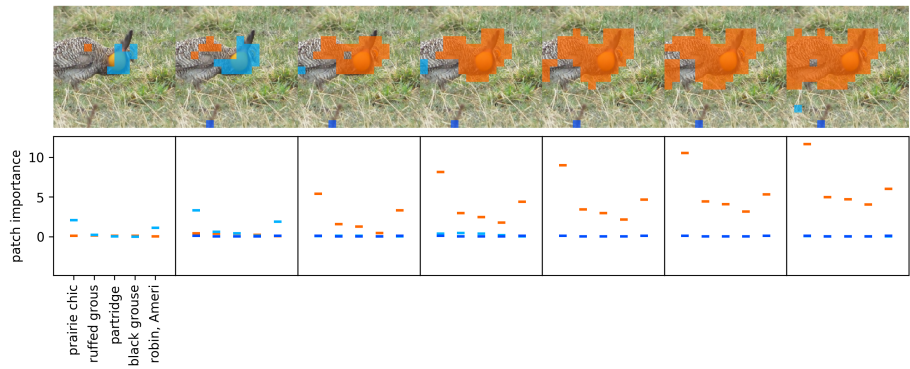 patch importance
10
5
0
prairie chic
ruffed grous
partridge
black grouse
robin, Ameri